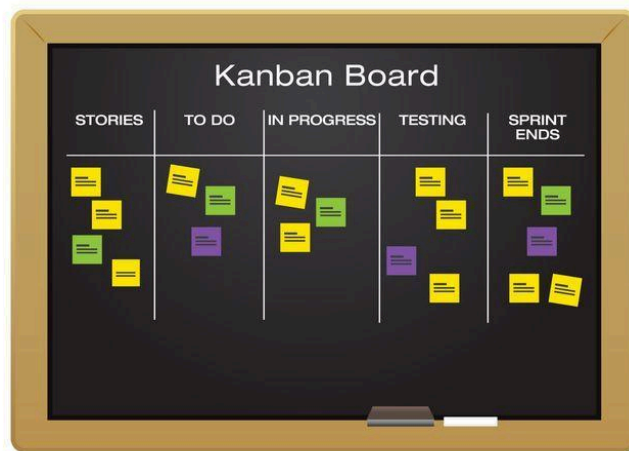 Kanban Board
STORIES
TO DO
IN PROGRESS
TESTING
SPRINT
ENDS